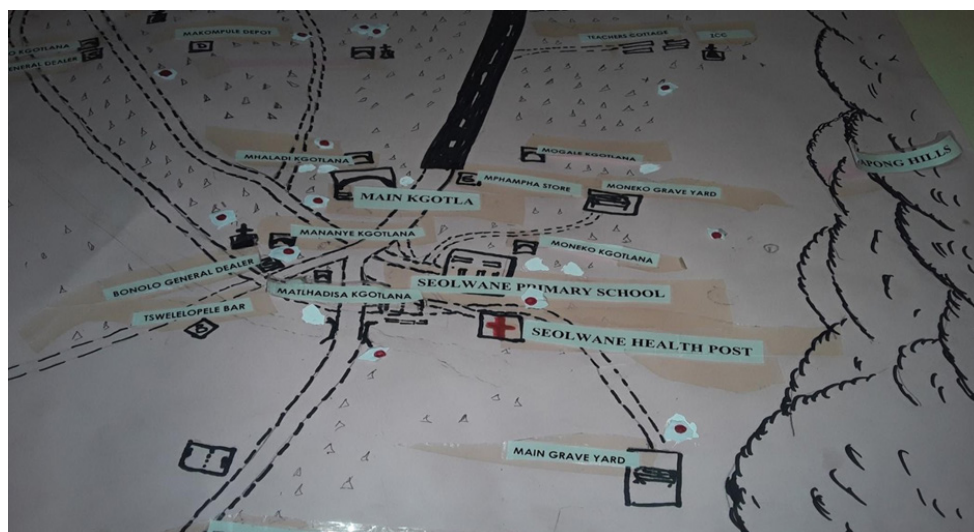 MAKOMPULE DEPOT
TEACHERS COTTAGE
ZCC
KGOTLANA
GENERAL DEALER
MHALADI KGOTLANA
MOGALE KGOTLANA
APONG HILLS
MAIN KGOTLA
MPHAMPHA STORE
MONEKO GRAVE YARD
MANANYE KGOTLANA
MONEKO KGOTLANA
BONOLO GENERAL DEALER
MATLHADISA KGOTLANA
SEOLWANE PRIMARY SCHOOL
TSWELELOPELE BAR
SEOLWANE HEALTH POST
MAIN GRAVE YARD